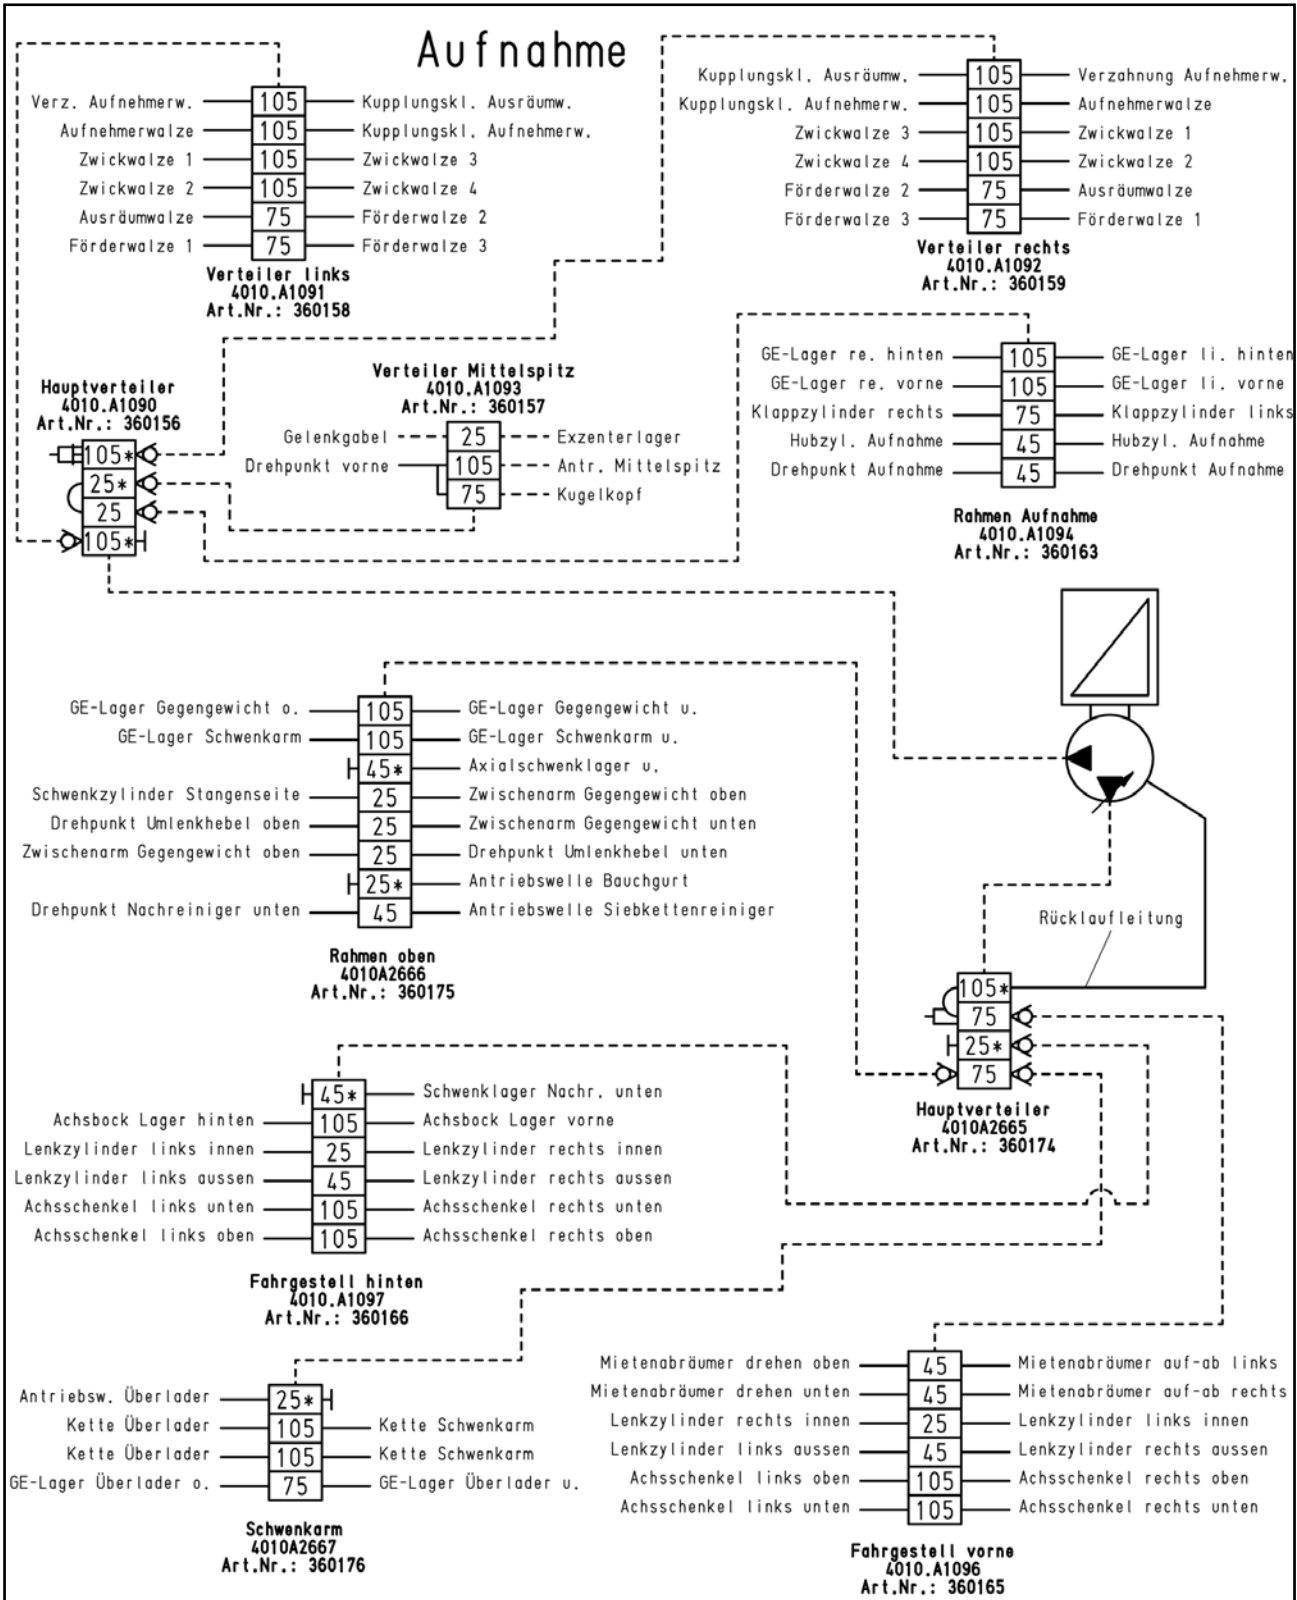 Aufnahme
Verz. Aufnehmerw. 105 Kupplungskl. Ausräumw.
Aufnehmerwalze 105 Kupplungskl. Aufnehmerw.
Zwickwalze 1 105 Zwickwalze 3
Zwickwalze 2 105 Zwickwalze 4
Ausräumwalze 75 Förderwalze 2
Förderwalze 1 75 Förderwalze 3
Verteiler links
4010.A1091
Art.Nr.: 360158
Kupplungskl. Ausräumw. 105 Verzahnung Aufnehmerw.
Kupplungskl. Aufnehmerw. 105 Aufnehmerwalze
Zwickwalze 3 105 Zwickwalze 1
Zwickwalze 4 105 Zwickwalze 2
Förderwalze 2 75 Ausräumwalze
Förderwalze 3 75 Förderwalze 1
Verteiler rechts
4010.A1092
Art.Nr.: 360159
Hauptverteiler
4010.A1090
Art.Nr.: 360156
105*
25*
25
105*
Verteiler Mittelspitz
4010.A1093
Art.Nr.: 360157
Gelenkgabel 25 Exzenterlager
Drehpunkt vorne 105 Antr. Mittelspitz
75 Kugelkopf
GE-Lager re. hinten 105 GE-Lager li. hinten
GE-Lager re. vorne 105 GE-Lager li. vorne
Klappzylinder rechts 75 Klappzylinder links
Hubzyl. Aufnahme 45 Hubzyl. Aufnahme
Drehpunkt Aufnahme 45 Drehpunkt Aufnahme
Rahmen Aufnahme
4010.A1094
Art.Nr.: 360163
GE-Lager Gegengewicht o. 105 GE-Lager Gegengewicht u.
GE-Lager Schwenkarm 105 GE-Lager Schwenkarm u.
45* Axialschwenklager u.
Schwenkzylinder Stangenseite 25 Zwischenarm Gegengewicht oben
Drehpunkt Umlenkhebel oben 25 Zwischenarm Gegengewicht unten
Zwischenarm Gegengewicht oben 25 Drehpunkt Umlenkhebel unten
25* Antriebswelle Bauchgurt
Drehpunkt Nachreiniger unten 45 Antriebswelle Siebkettenreiniger
Rahmen oben
4010A2666
Art.Nr.: 360175
Rücklaufleitung
105*
75
25*
75
Hauptverteiler
4010A2665
Art.Nr.: 360174
45* Schwenklager Nachr. unten
Achsbock Lager hinten 105 Achsbock Lager vorne
Lenkzylinder links innen 25 Lenkzylinder rechts innen
Lenkzylinder links aussen 45 Lenkzylinder rechts aussen
Achsschenkel links unten 105 Achsschenkel rechts unten
Achsschenkel links oben 105 Achsschenkel rechts oben
Fahrgestell hinten
4010.A1097
Art.Nr.: 360166
Antriebsw. Überlader 25*
Kette Überlader 105 Kette Schwenkarm
Kette Überlader 105 Kette Schwenkarm
GE-Lager Überlader o. 75 GE-Lager Überlader u.
Schwenkarm
4010A2667
Art.Nr.: 360176
Mietenabräumer drehen oben 45 Mietenabräumer auf-ab links
Mietenabräumer drehen unten 45 Mietenabräumer auf-ab rechts
Lenkzylinder rechts innen 25 Lenkzylinder links innen
Lenkzylinder links aussen 45 Lenkzylinder rechts aussen
Achsschenkel links oben 105 Achsschenkel rechts oben
Achsschenkel links unten 105 Achsschenkel rechts unten
Fahrgestell vorne
4010.A1096
Art.Nr.: 360165